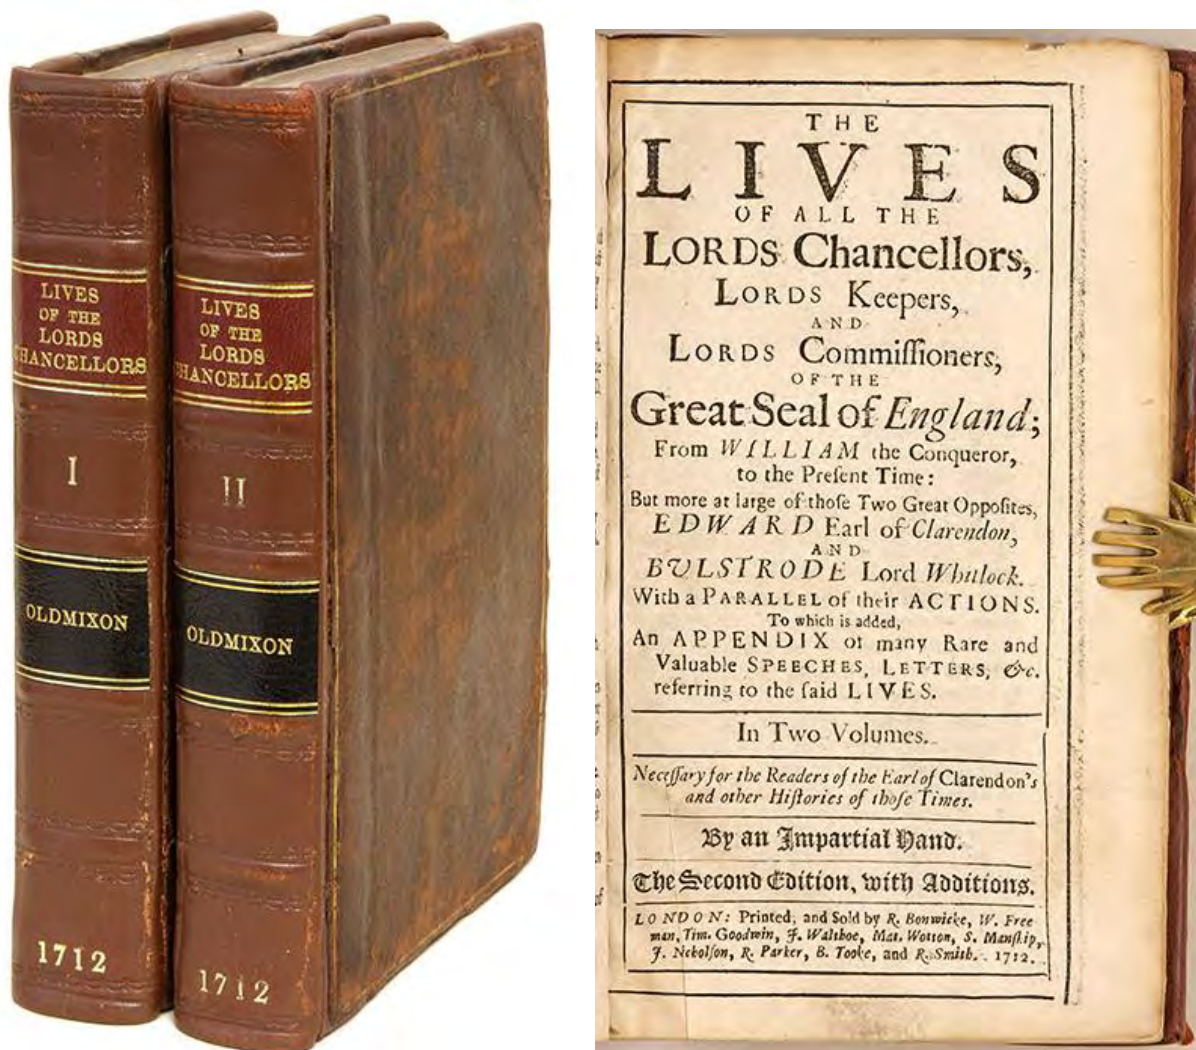 LIVES
OF THE
LORDS
CHANCELLORS
I
OLDMIXON
1712
LIVES
OF THE
LORDS
CHANCELLORS
II
OLDMIXON
1712
THE
LIVES
OF ALL THE
LORDS Chancellors,
LORDS Keepers,
AND
LORDS Commiſſioners,
OF THE
Great Seal of England;
From WILLIAM the Conqueror,
to the Preſent Time:
But more at large of thoſe Two Great Oppoſites,
EDWARD Earl of Clarendon,
AND
BULSTRODE Lord Whitlock.
With a PARALLEL of their ACTIONS.
To which is added,
An APPENDIX of many Rare and
Valuable SPEECHES, LETTERS, &c.
referring to the ſaid LIVES.
In Two Volumes.
Neceſſary for the Readers of the Earl of Clarendon's
and other Hiſtories of thoſe Times.
By an Impartial Hand.
The Second Edition, with Additions.
LONDON: Printed, and Sold by R. Bonwicke, W. Free
man, Tim. Goodwin, J. Walthoe, Mat. Wotton, S. Manſhip,
J. Nicholſon, R. Parker, B. Tooke, and R. Smith. 1712.